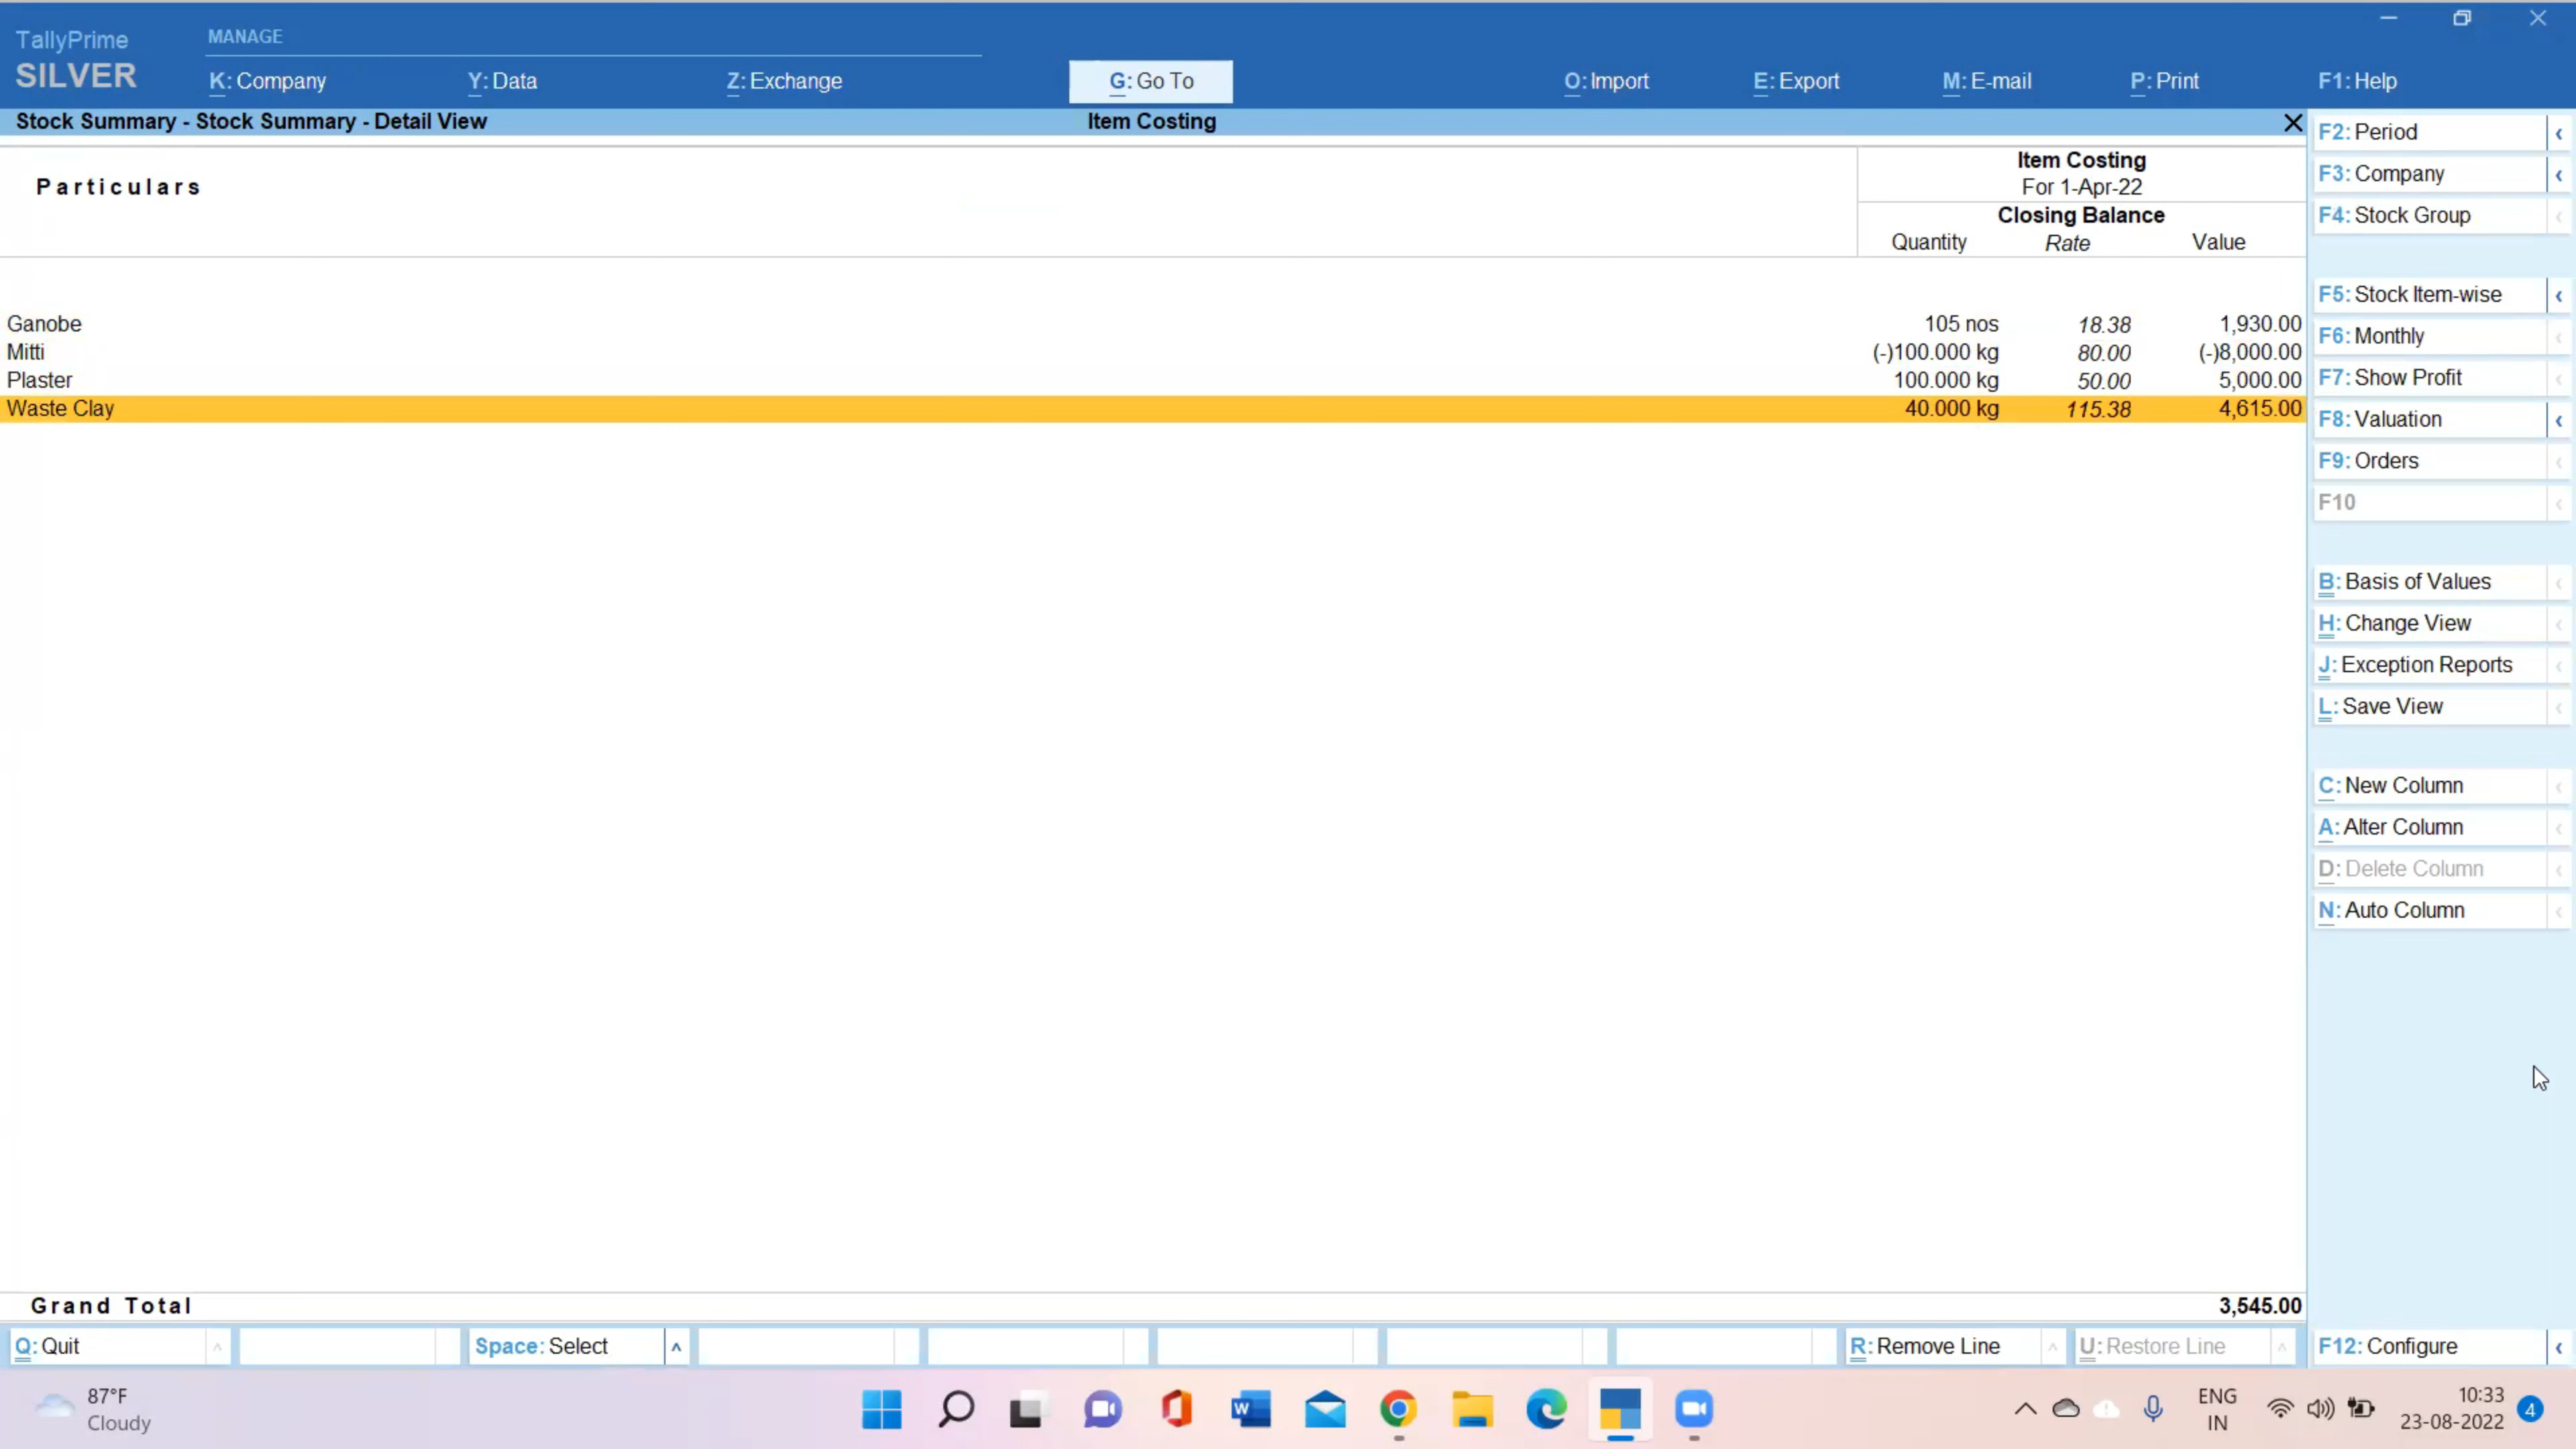 TallyPrime
SILVER
MANAGE
K: Company
Y: Data
Z: Exchange
G: Go To
O: Import
E: Export
M: E-mail
P: Print
F1: Help
Stock Summary - Stock Summary - Detail View
Item Costing
Particulars
Item Costing
For 1-Apr-22
Closing Balance
Quantity Rate Value
Ganobe 105 nos 18.38 1,930.00
Mitti (-)100.000 kg 80.00 (-)8,000.00
Plaster 100.000 kg 50.00 5,000.00
Waste Clay 40.000 kg 115.38 4,615.00
Grand Total 3,545.00
F2: Period
F3: Company
F4: Stock Group
F5: Stock Item-wise
F6: Monthly
F7: Show Profit
F8: Valuation
F9: Orders
F10
B: Basis of Values
H: Change View
J: Exception Reports
L: Save View
C: New Column
A: Alter Column
D: Delete Column
N: Auto Column
Q: Quit
Space: Select
R: Remove Line
U: Restore Line
F12: Configure
87°F
Cloudy
W
ENG
IN
10:33
23-08-2022
4